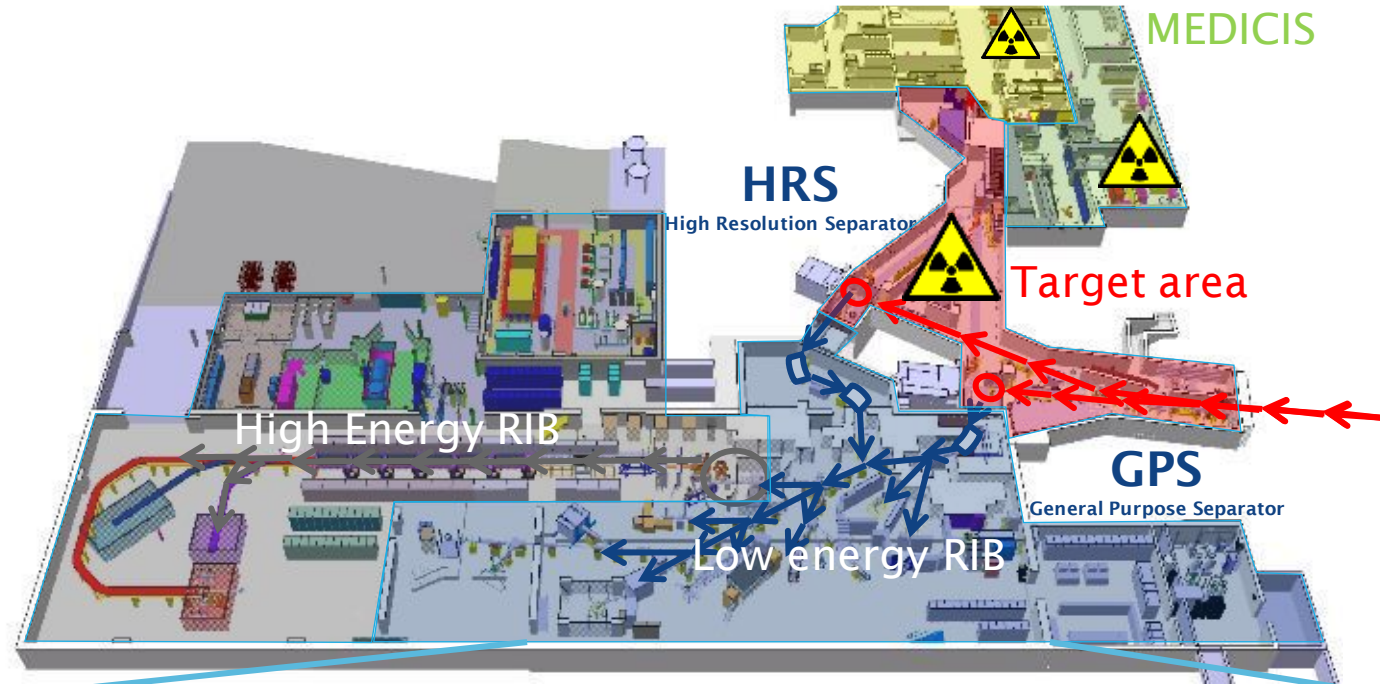 MEDICIS
HRS
High Resolution Separator
Target area
High Energy RIB
GPS
General Purpose Separator
Low energy RIB